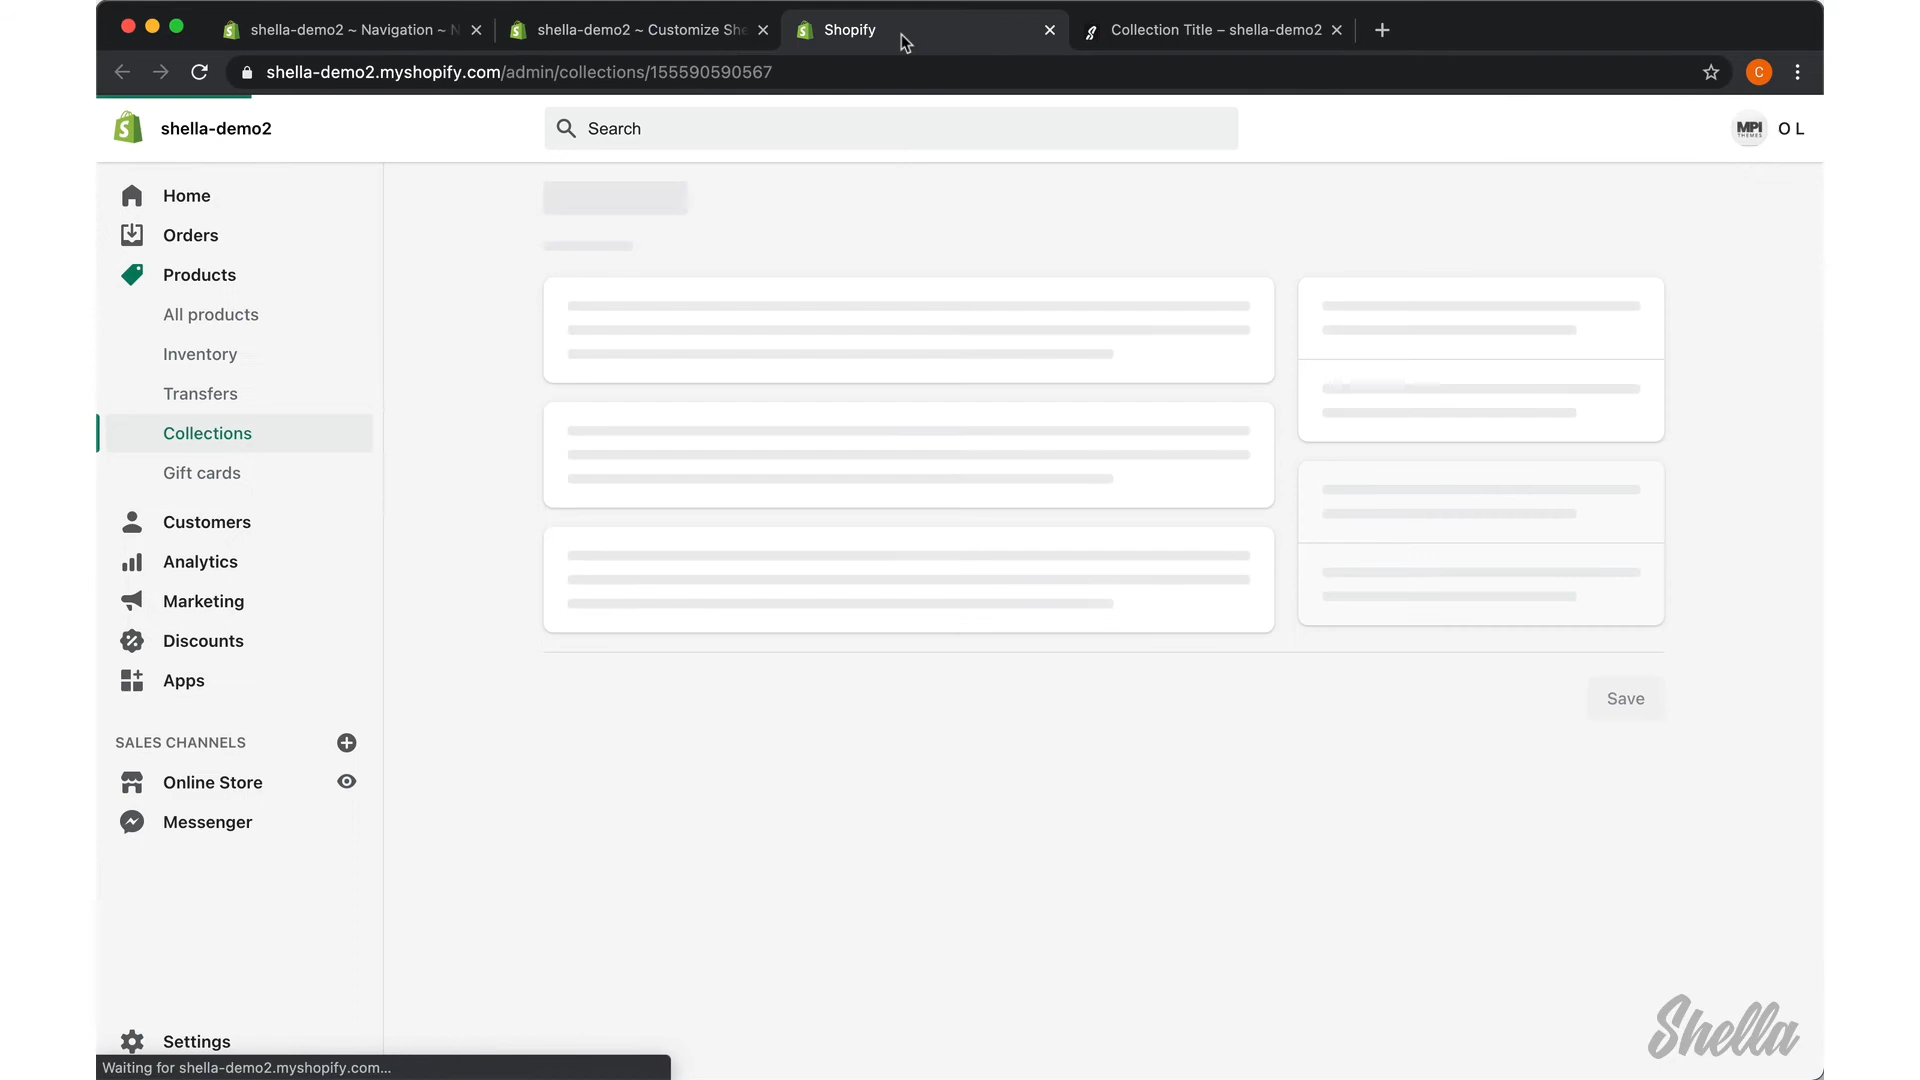 shella-demo2 ~ Navigation ~ N
shella-demo2 ~ Customize She
Shopify
Collection Title – shella-demo2
shella-demo2.myshopify.com/admin/collections/155590590567
C
shella-demo2
Search
MPI
THEMES
O L
Home
Orders
Products
All products
Inventory
Transfers
Collections
Gift cards
Customers
Analytics
Marketing
Discounts
Apps
Save
SALES CHANNELS
Online Store
Messenger
Shella
Settings
Waiting for shella-demo2.myshopify.com...